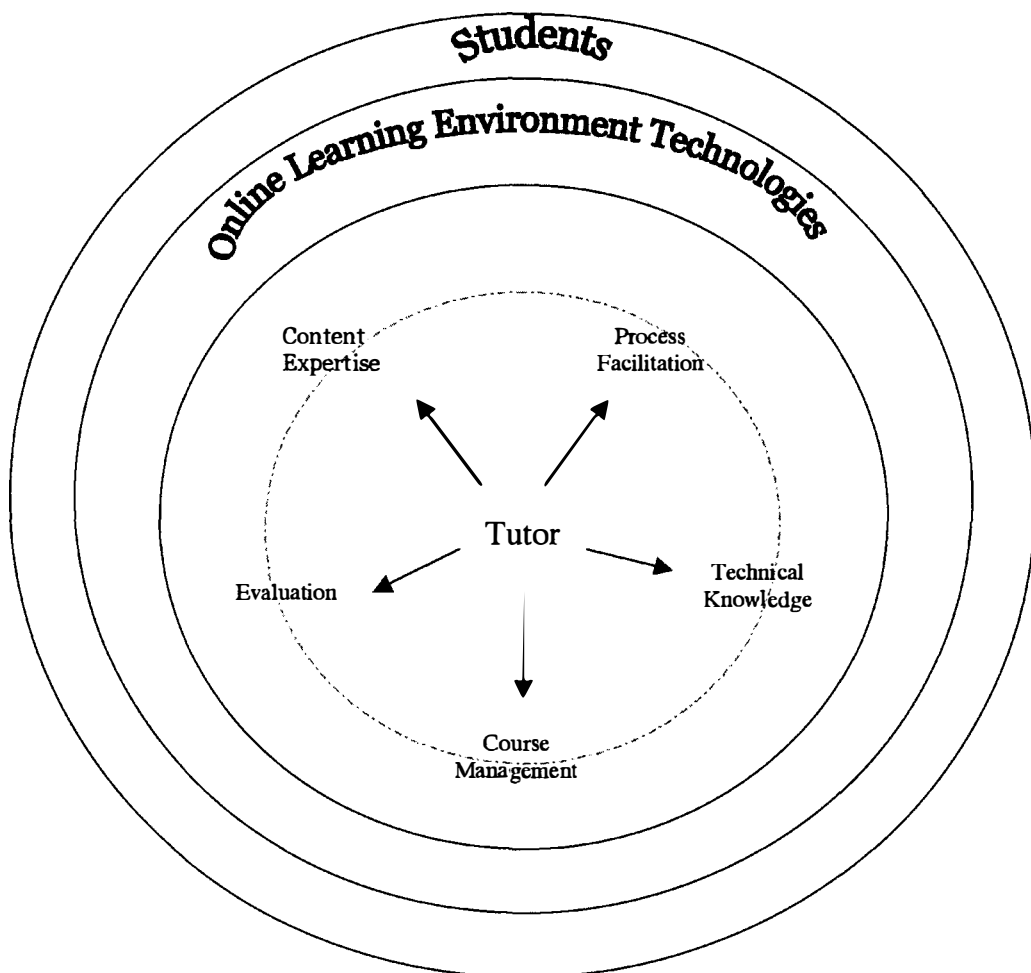 Students
Online Learning Environment Technologies
Content
Expertise
Process
Facilitation
Tutor
Evaluation
Technical
Knowledge
Course
Management